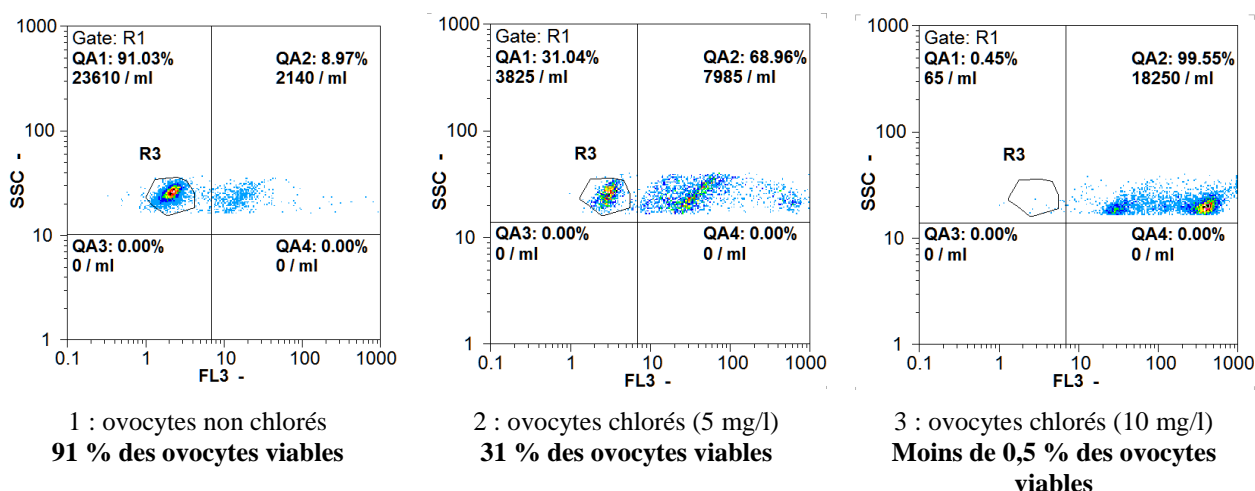 1000
Gate: R1
QA1: 91.03%
23610 / ml
QA2: 8.97%
2140 / ml
100
R3
SSC -
10
QA3: 0.00%
0 / ml
QA4: 0.00%
0 / ml
1
0.1
1
10
100
1000
FL3 -
1 : ovocytes non chlorés
91 % des ovocytes viables
1000
Gate: R1
QA1: 31.04%
3825 / ml
QA2: 68.96%
7985 / ml
100
R3
SSC -
10
QA3: 0.00%
0 / ml
QA4: 0.00%
0 / ml
1
0.1
1
10
100
1000
FL3 -
2 : ovocytes chlorés (5 mg/l)
31 % des ovocytes viables
1000
Gate: R1
QA1: 0.45%
65 / ml
QA2: 99.55%
18250 / ml
100
R3
SSC -
10
QA3: 0.00%
0 / ml
QA4: 0.00%
0 / ml
1
0.1
1
10
100
1000
FL3 -
3 : ovocytes chlorés (10 mg/l)
Moins de 0,5 % des ovocytes
viables